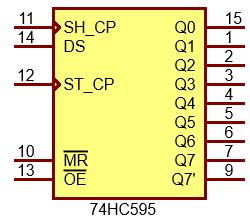 11 SH_CP Q0 15
14 DS Q1 1
Q2 2
12 ST_CP Q3 3
Q4 4
Q5 5
Q6 6
10 MR Q7 7
13 OE Q7' 9
74HC595